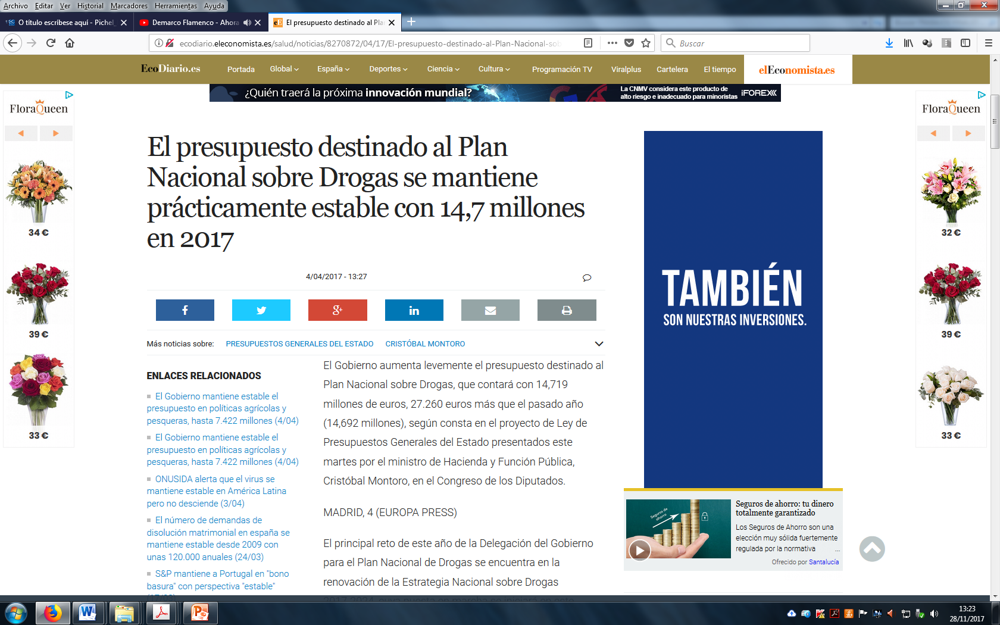 Archivo Editar Ver Historial Marcadores Herramientas Ayuda
O título escríbese aquí - Pichel
Demarco Flamenco - Ahora
El presupuesto destinado al Pla
ecodiario.eleconomista.es/salud/noticias/8270872/04/17/El-presupuesto-destinado-al-Plan-Nacional-sob
Buscar
EcoDiario.es Portada Global España Deportes Ciencia Cultura Programación TV Viralplus Cartelera El tiempo elEconomista.es
¿Quién traerá la próxima innovación mundial?
La CNMV considera este producto de
alto riesgo e inadecuado para minoristas
iFOREX
FloraQueen
34 €
39 €
33 €
El presupuesto destinado al Plan
Nacional sobre Drogas se mantiene
prácticamente estable con 14,7 millones
en 2017
4/04/2017 - 13:27
Más noticias sobre: PRESUPUESTOS GENERALES DEL ESTADO CRISTÓBAL MONTORO
ENLACES RELACIONADOS
El Gobierno mantiene estable el
presupuesto en políticas agrícolas y
pesqueras, hasta 7.422 millones (4/04)
El Gobierno mantiene estable el
presupuesto en políticas agrícolas y
pesqueras, hasta 7.422 millones (4/04)
ONUSIDA alerta que el virus se
mantiene estable en América Latina
pero no desciende (3/04)
El número de demandas de
disolución matrimonial en españa se
mantiene estable desde 2009 con
unas 120.000 anuales (24/03)
S&P mantiene a Portugal en "bono
basura" con perspectiva "estable"
El Gobierno aumenta levemente el presupuesto destinado al
Plan Nacional sobre Drogas, que contará con 14,719
millones de euros, 27.260 euros más que el pasado año
(14,692 millones), según consta en el proyecto de Ley de
Presupuestos Generales del Estado presentados este
martes por el ministro de Hacienda y Función Pública,
Cristóbal Montoro, en el Congreso de los Diputados.
MADRID, 4 (EUROPA PRESS)
El principal reto de este año de la Delegación del Gobierno
para el Plan Nacional de Drogas se encuentra en la
renovación de la Estrategia Nacional sobre Drogas
TAMBIÉN
SON NUESTRAS INVERSIONES.
Seguros de
ahorro
Seguros de ahorro: tu dinero
totalmente garantizado
Los Seguros de Ahorro son una
elección muy sólida fuertemente
regulada por la normativa ...
Ofrecido por Santalucía
FloraQueen
32 €
39 €
33 €
13:23
28/11/2017